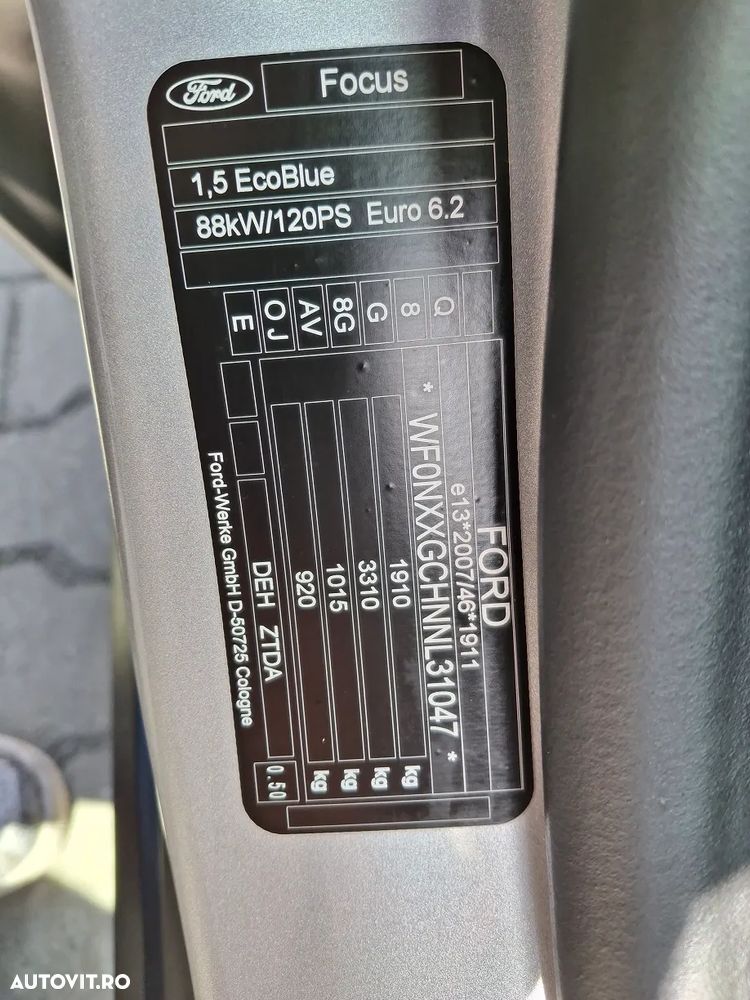 Ford
Focus
1,5 EcoBlue
88kW/120PS Euro 6.2
FORD
e13*2007/46*1911
* WF0NXXGCHNNL31047 *
1910 kg
3310 kg
1015 kg
920 kg
Q
8
G
8G
AV
OJ
E
DEH ZTDA
0.50
Ford-Werke GmbH D-50725 Cologne
AUTOVIT.RO